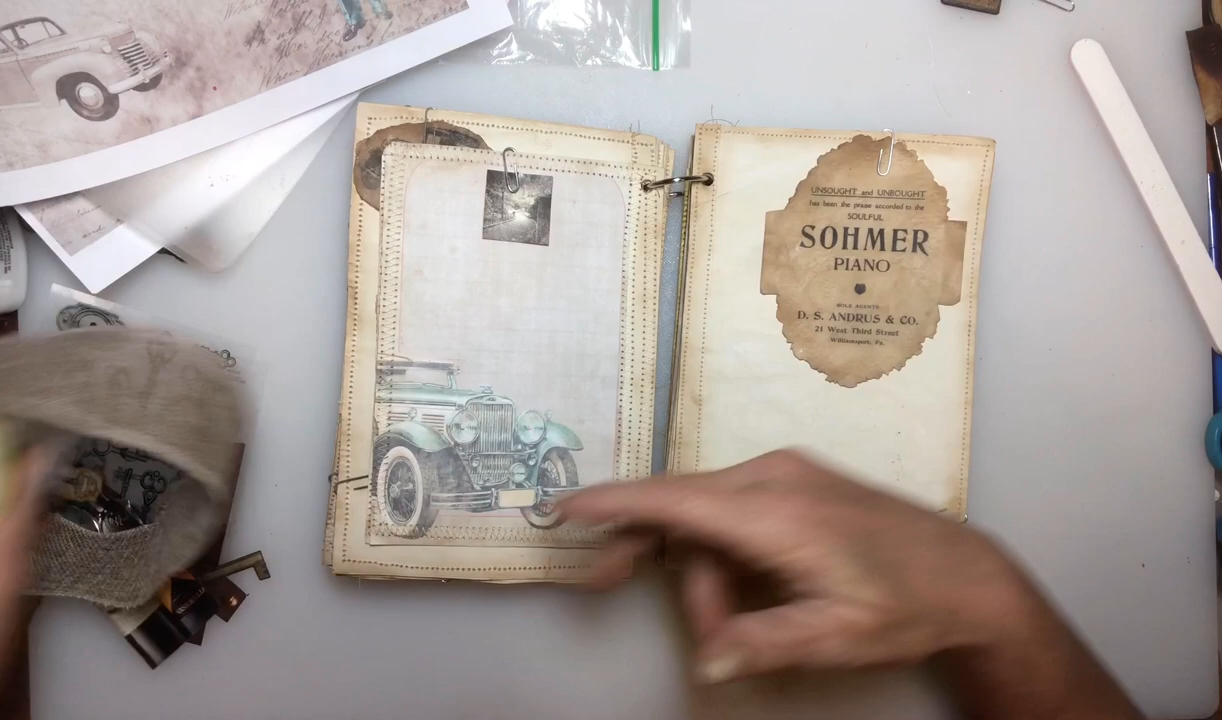 UNSOUGHT and UNBOUGHT
has been the praise accorded to the
SOULFUL
SOHMER
PIANO
SOLE AGENTS
D. S. ANDRUS & CO.
21 West Third Street
Williamsport, Pa.